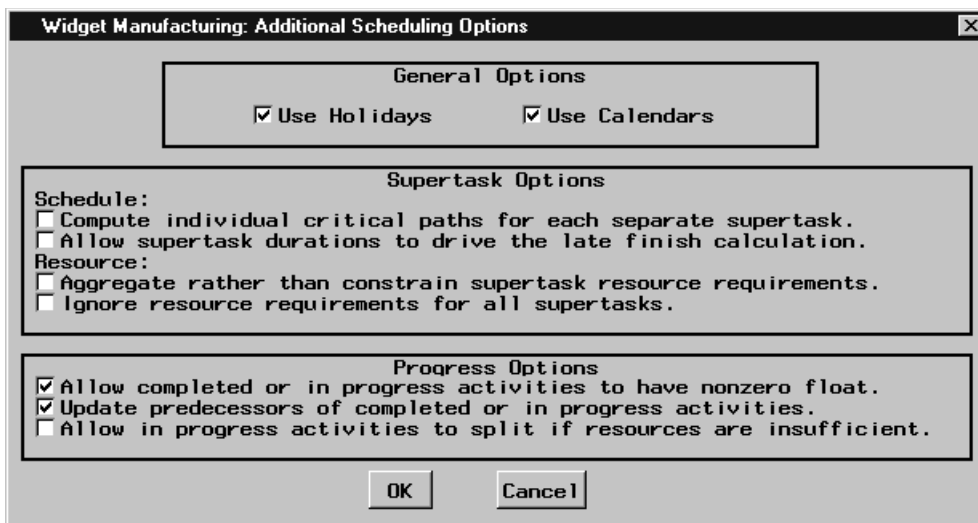 Widget Manufacturing: Additional Scheduling Options
General Options
Use Holidays Use Calendars
Supertask Options
Schedule:
Compute individual critical paths for each separate supertask.
Allow supertask durations to drive the late finish calculation.
Resource:
Aggregate rather than constrain supertask resource requirements.
Ignore resource requirements for all supertasks.
Progress Options
Allow completed or in progress activities to have nonzero float.
Update predecessors of completed or in progress activities.
Allow in progress activities to split if resources are insufficient.
OK Cancel